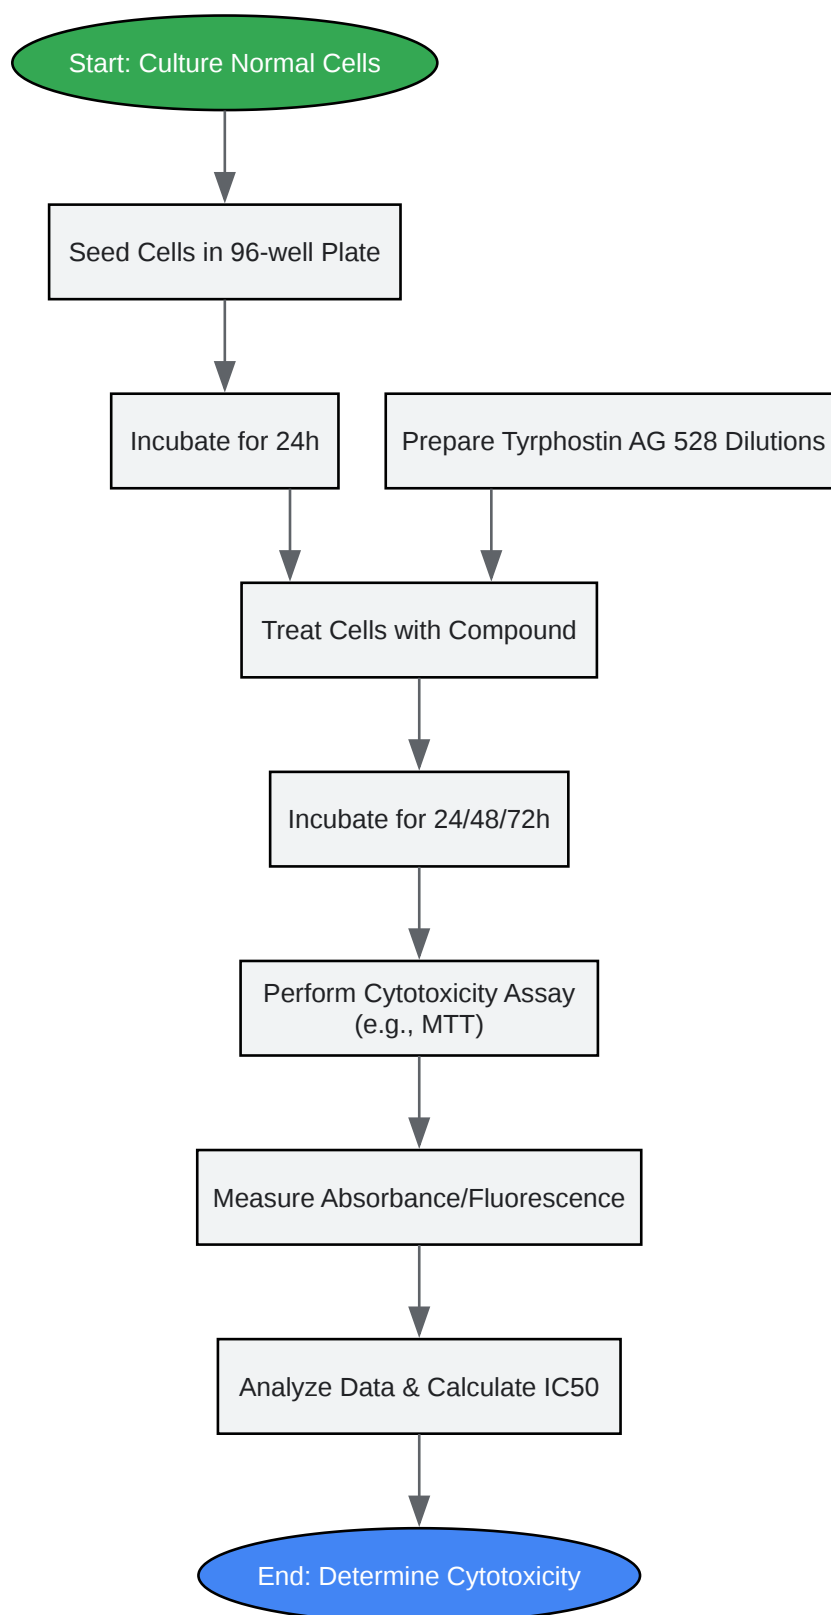 Start: Culture Normal Cells
Seed Cells in 96-well Plate
Incubate for 24h
Prepare Tyrphostin AG 528 Dilutions
Treat Cells with Compound
Incubate for 24/48/72h
Perform Cytotoxicity Assay
(e.g., MTT)
Measure Absorbance/Fluorescence
Analyze Data & Calculate IC50
End: Determine Cytotoxicity